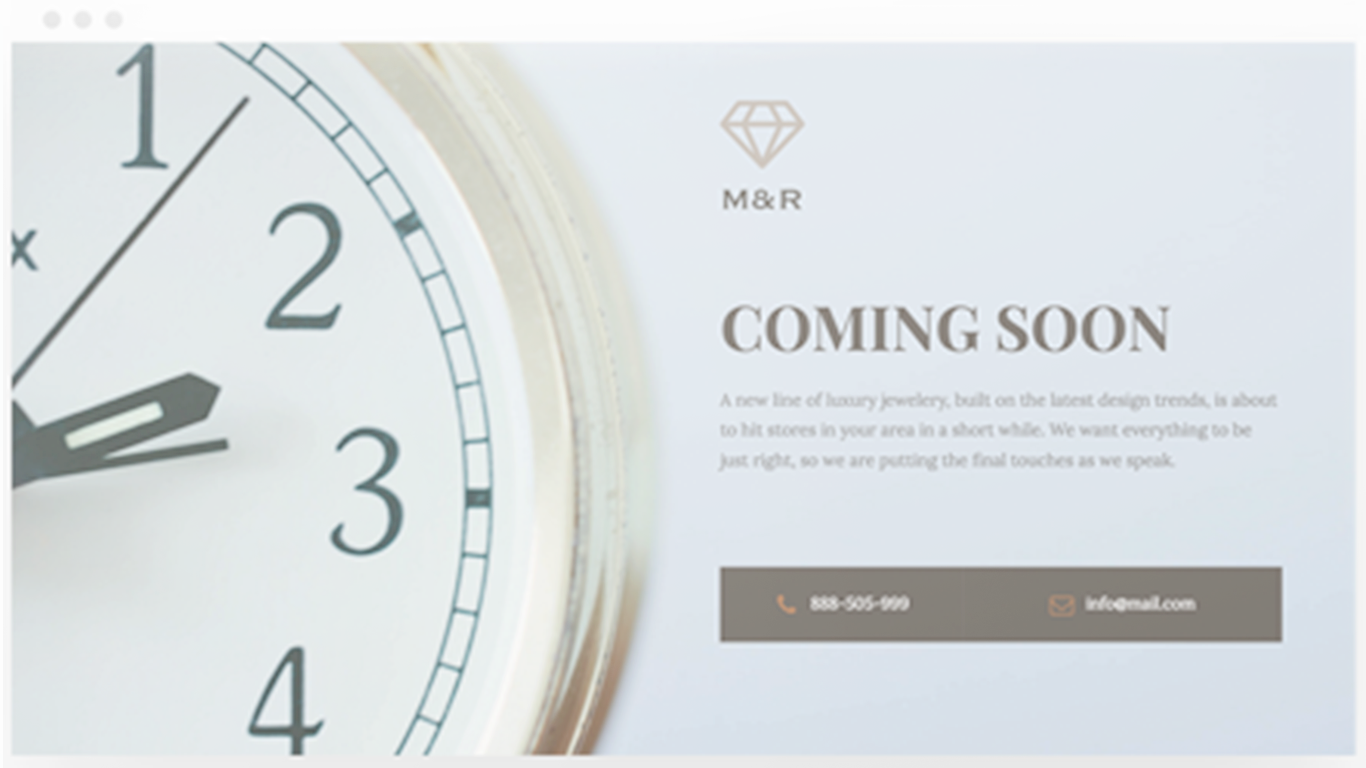 1
2
x
3
4
M&R
COMING SOON
A new line of luxury jewelery, built on the latest design trends, is about
to hit stores in your area in a short while. We want everything to be
just right, so we are putting the final touches as we speak.
888-505-999 info@mail.com